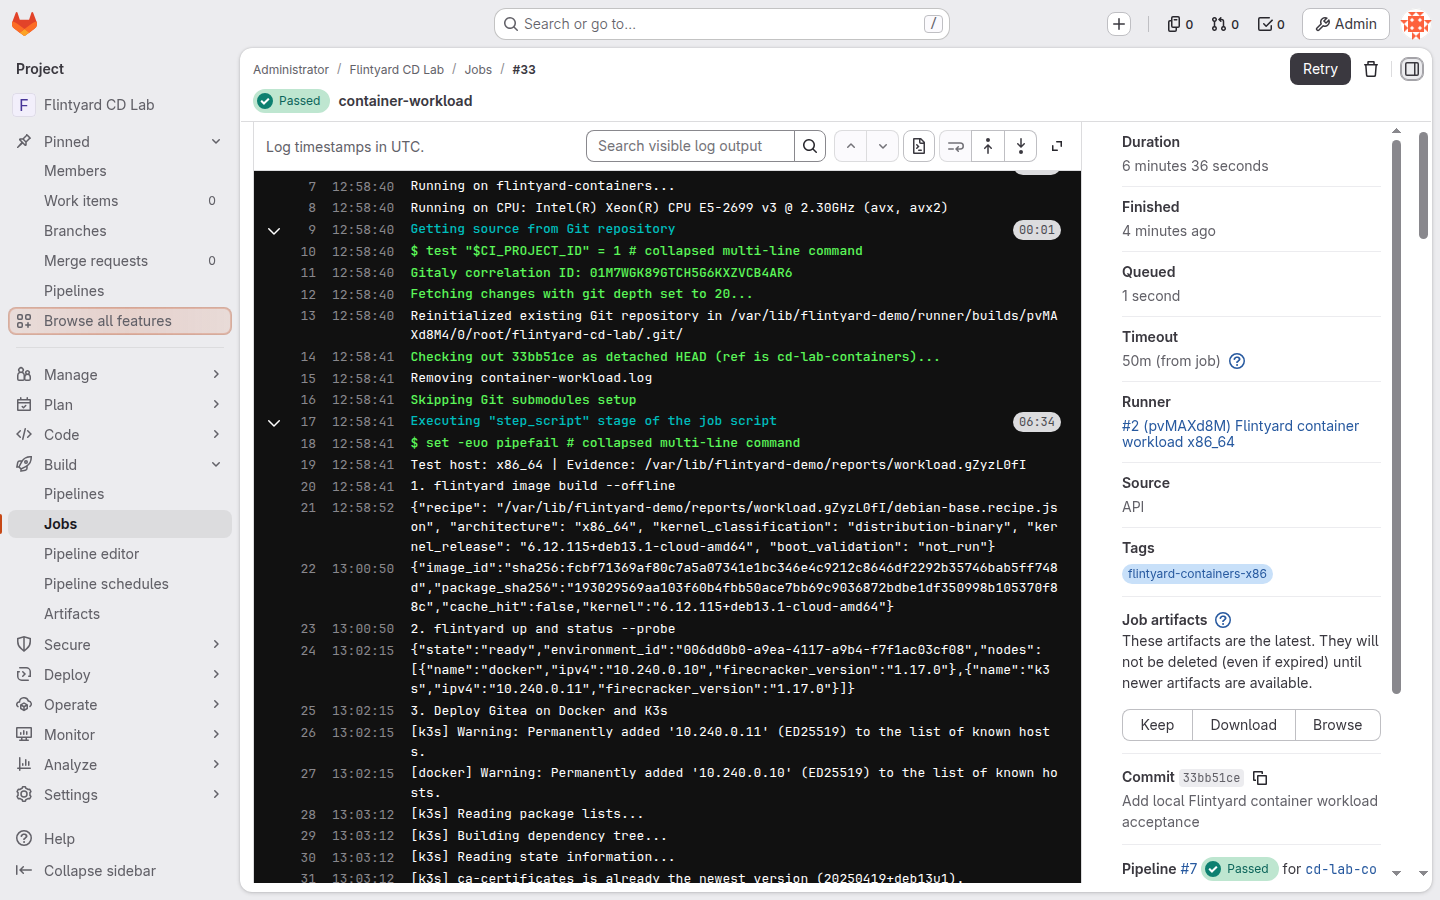 Search or go to...
/
0
0
0
Admin
Project
F
Flintyard CD Lab
Pinned
Members
Work items
0
Branches
Merge requests
0
Pipelines
Browse all features
Manage
Plan
Code
Build
Pipelines
Jobs
Pipeline editor
Pipeline schedules
Artifacts
Secure
Deploy
Operate
Monitor
Analyze
Settings
Help
Collapse sidebar
Administrator / Flintyard CD Lab / Jobs / #33
Retry
Passed container-workload
Log timestamps in UTC.
Search visible log output
7 12:58:40 Running on flintyard-containers...
8 12:58:40 Running on CPU: Intel(R) Xeon(R) CPU E5-2699 v3 @ 2.30GHz (avx, avx2)
9 12:58:40 Getting source from Git repository 00:01
10 12:58:40 $ test "$CI_PROJECT_ID" = 1 # collapsed multi-line command
11 12:58:40 Gitaly correlation ID: 01M7WGK89GTCH5G6KXZVCB4AR6
12 12:58:40 Fetching changes with git depth set to 20...
13 12:58:40 Reinitialized existing Git repository in /var/lib/flintyard-demo/runner/builds/pvMA
Xd8M4/0/root/flintyard-cd-lab/.git/
14 12:58:41 Checking out 33bb51ce as detached HEAD (ref is cd-lab-containers)...
15 12:58:41 Removing container-workload.log
16 12:58:41 Skipping Git submodules setup
17 12:58:41 Executing "step_script" stage of the job script 06:34
18 12:58:41 $ set -euo pipefail # collapsed multi-line command
19 12:58:41 Test host: x86_64 | Evidence: /var/lib/flintyard-demo/reports/workload.gZyzL0fI
20 12:58:41 1. flintyard image build --offline
21 12:58:52 {"recipe": "/var/lib/flintyard-demo/reports/workload.gZyzL0fI/debian-base.recipe.js
on", "architecture": "x86_64", "kernel_classification": "distribution-binary", "ker
nel_release": "6.12.115+deb13.1-cloud-amd64", "boot_validation": "not_run"}
22 13:00:50 {"image_id":"sha256:fcbf71369af80c7a5a07341e1bc346e4c9212c8646df2292b35746bab5ff748
d","package_sha256":"193029569aa103f60b4fbb50ace7bb69c9036872bdbe1df350998b105370f8
8c","cache_hit":false,"kernel":"6.12.115+deb13.1-cloud-amd64"}
23 13:00:50 2. flintyard up and status --probe
24 13:02:15 {"state":"ready","environment_id":"006dd0b0-a9ea-4117-a9b4-f7f1ac03cf08","nodes":
[{"name":"docker","ipv4":"10.240.0.10","firecracker_version":"1.17.0"},{"name":"k3
s","ipv4":"10.240.0.11","firecracker_version":"1.17.0"}]}
25 13:02:15 3. Deploy Gitea on Docker and K3s
26 13:02:15 [k3s] Warning: Permanently added '10.240.0.11' (ED25519) to the list of known host
s.
27 13:02:15 [docker] Warning: Permanently added '10.240.0.10' (ED25519) to the list of known ho
sts.
28 13:03:12 [k3s] Reading package lists...
29 13:03:12 [k3s] Building dependency tree...
30 13:03:12 [k3s] Reading state information...
31 13:03:12 [k3s] ca-certificates is already the newest version (20250419+deb13u1).
Duration
6 minutes 36 seconds
Finished
4 minutes ago
Queued
1 second
Timeout
50m (from job)
Runner
#2 (pvMAXd8M) Flintyard container
workload x86_64
Source
API
Tags
flintyard-containers-x86
Job artifacts
These artifacts are the latest. They will
not be deleted (even if expired) until
newer artifacts are available.
Keep Download Browse
Commit 33bb51ce
Add local Flintyard container workload
acceptance
Pipeline #7 Passed for cd-lab-co